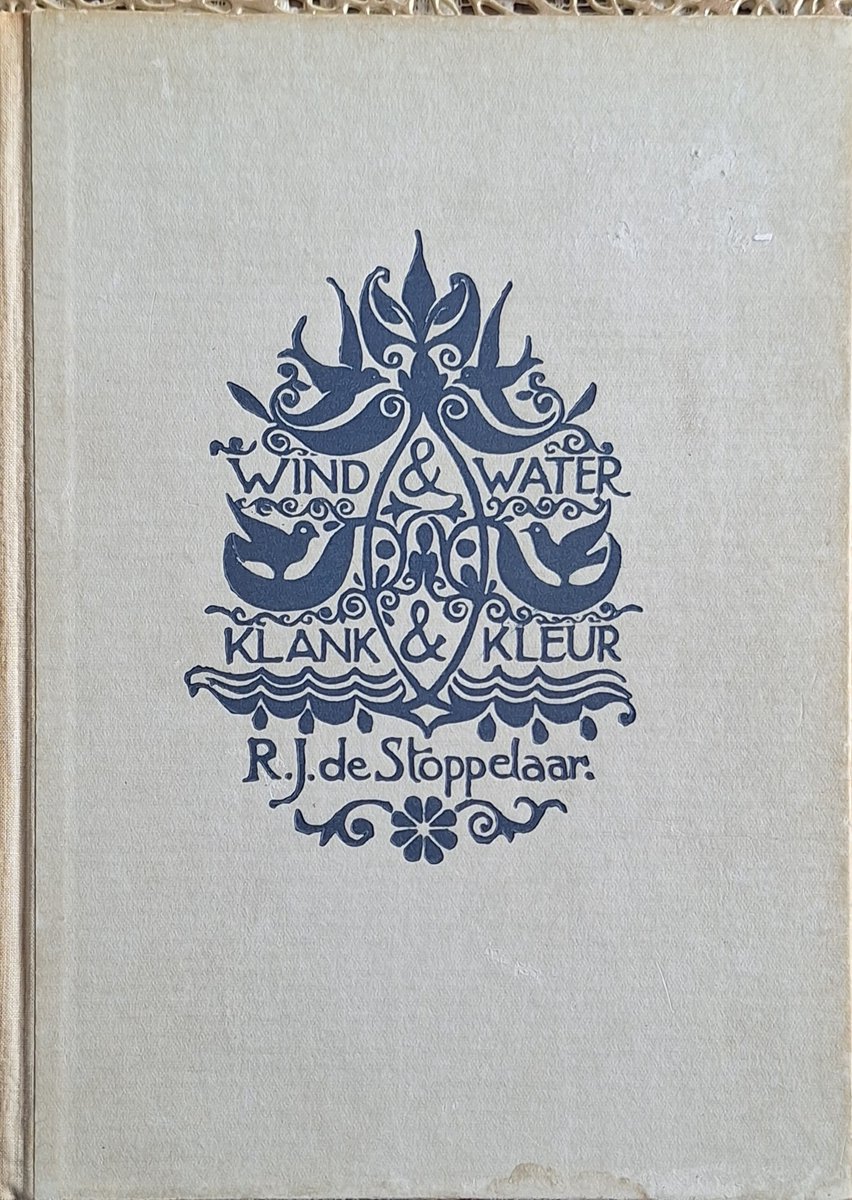 WIND & WATER
KLANK & KLEUR
R.J. de Stoppelaar.